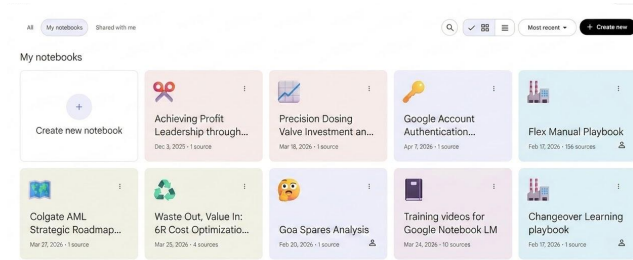 All My notebooks Shared with me
Most recent
+ Create new
My notebooks
+
Create new notebook
Achieving Profit
Leadership through...
Dec 3, 2025 · 1 source
Precision Dosing
Valve Investment an...
Mar 18, 2026 · 1 source
Google Account
Authentication...
Apr 7, 2026 · 1 source
Flex Manual Playbook
Feb 17, 2026 · 156 sources
Colgate AML
Strategic Roadmap...
Mar 27, 2026 · 1 source
Waste Out, Value In:
6R Cost Optimizatio...
Mar 25, 2026 · 4 sources
Goa Spares Analysis
Feb 20, 2026 · 1 source
Training videos for
Google Notebook LM
Mar 24, 2026 · 10 sources
Changeover Learning
playbook
Feb 17, 2026 · 1 source